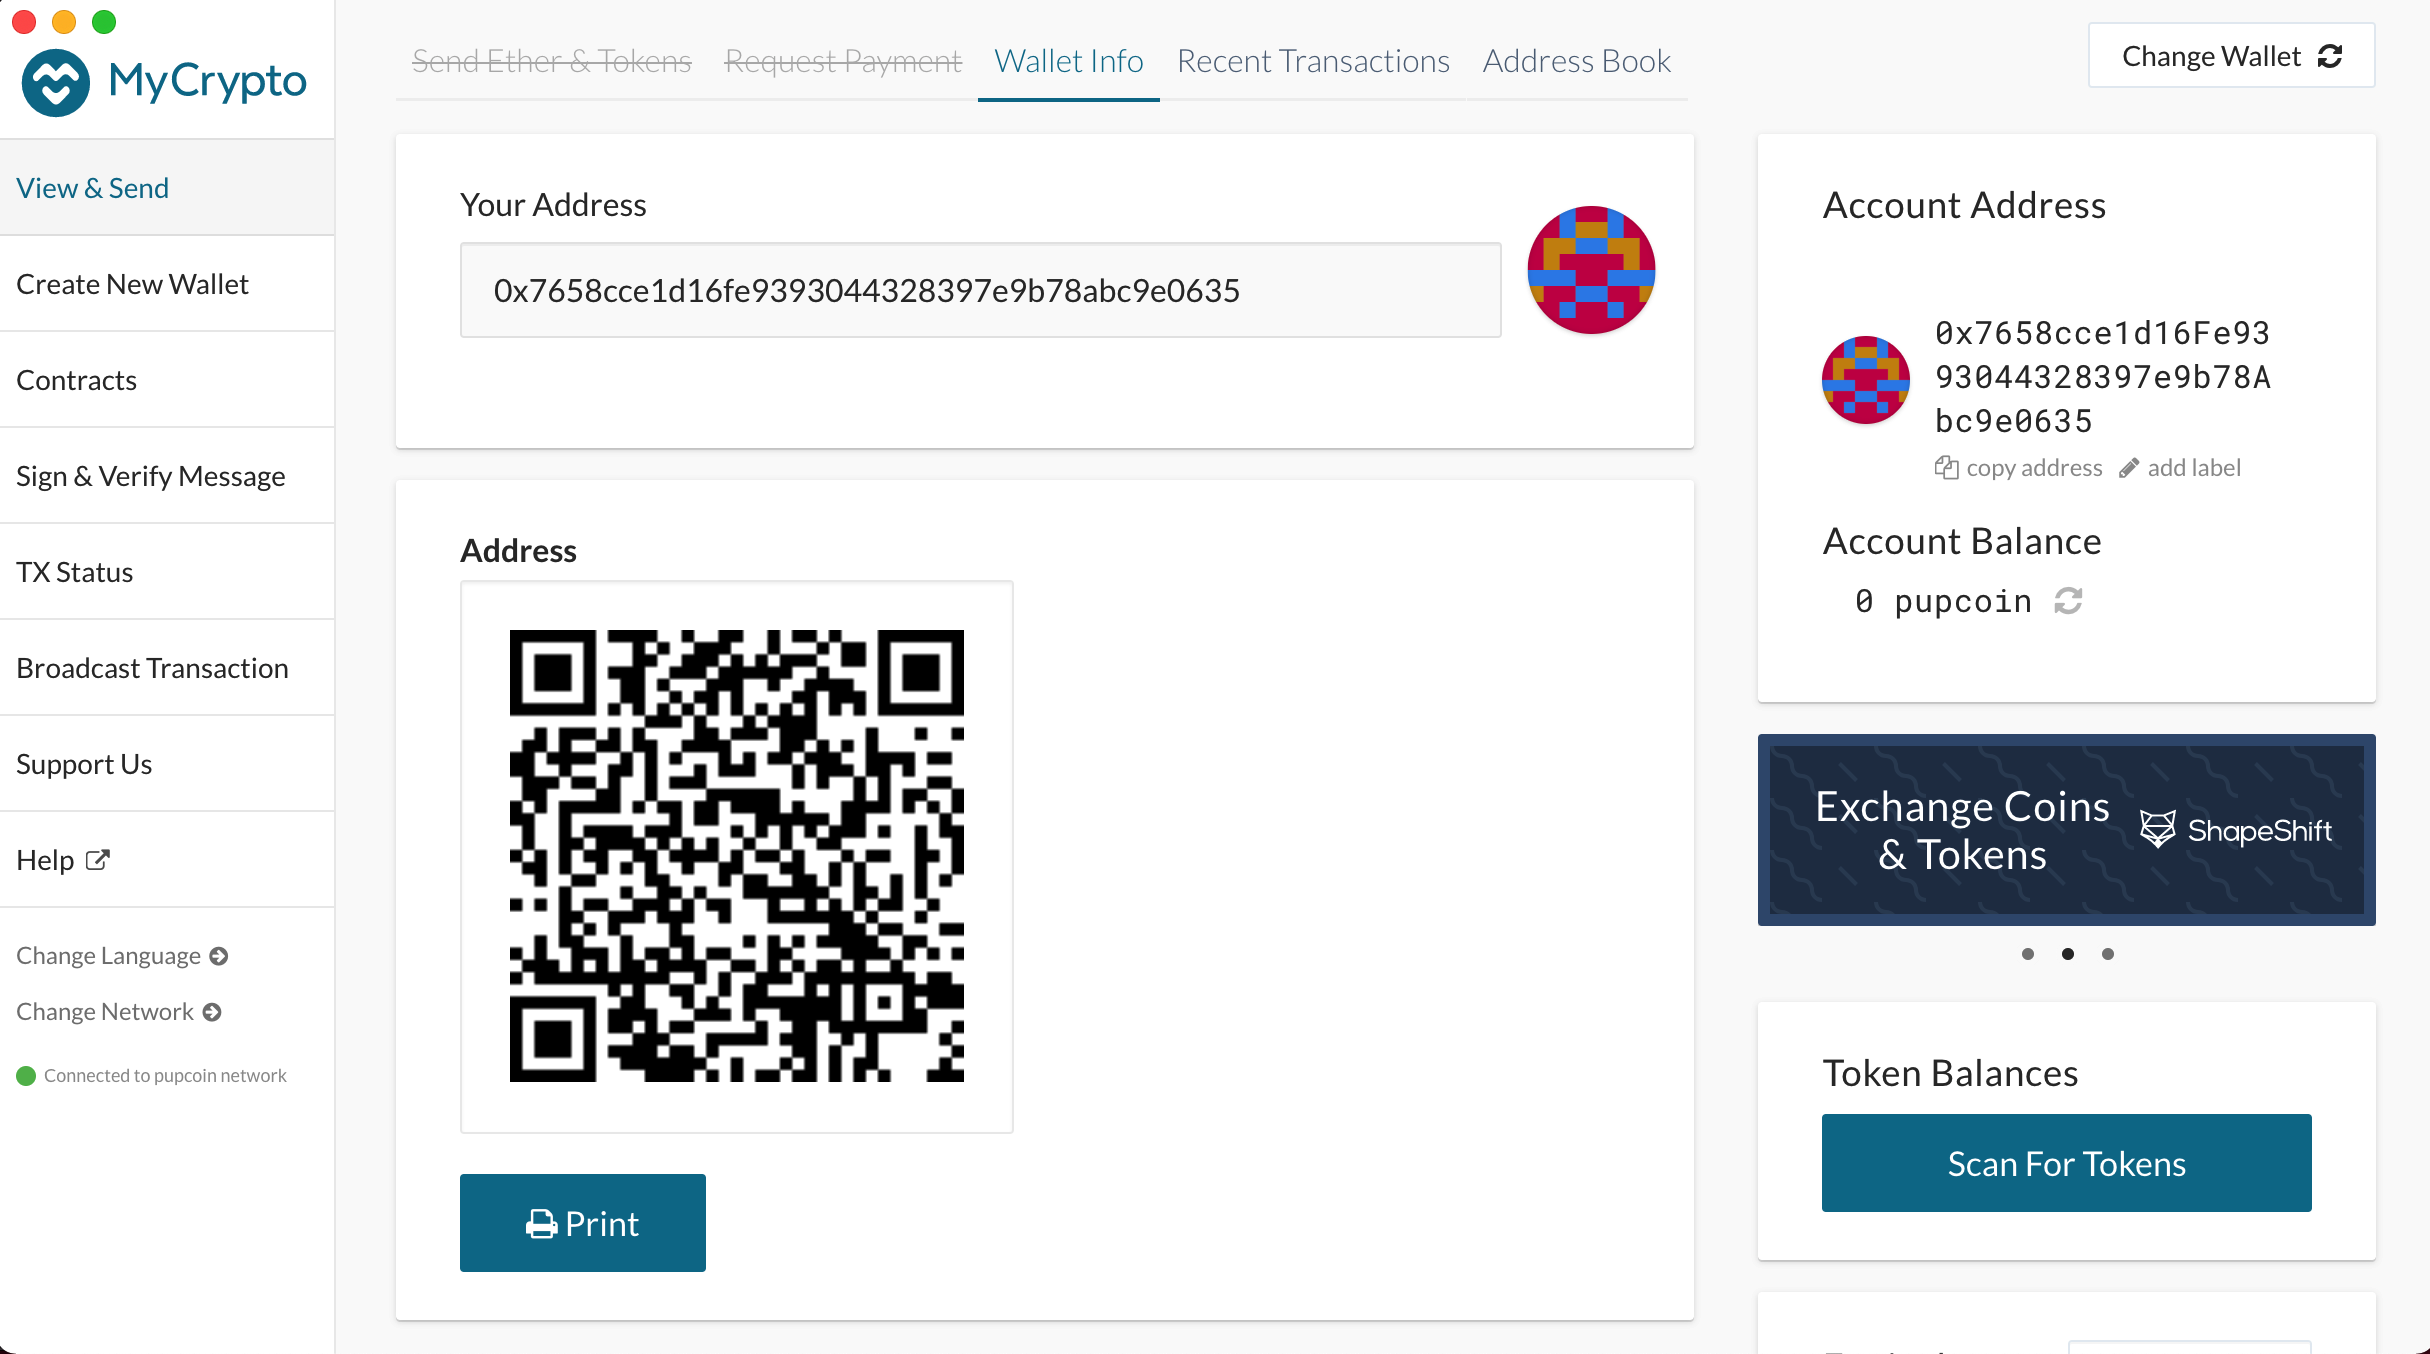 MyCrypto
View & Send
Create New Wallet
Contracts
Sign & Verify Message
TX Status
Broadcast Transaction
Support Us
Help
Change Language
Change Network
Connected to pupcoin network
Send Ether & Tokens
Request Payment
Wallet Info
Recent Transactions
Address Book
Change Wallet
Your Address
0x7658cce1d16fe9393044328397e9b78abc9e0635
Address
Print
Account Address
0x7658cce1d16Fe93
93044328397e9b78A
bc9e0635
copy address
add label
Account Balance
0 pupcoin
Exchange Coins
& Tokens
ShapeShift
Token Balances
Scan For Tokens